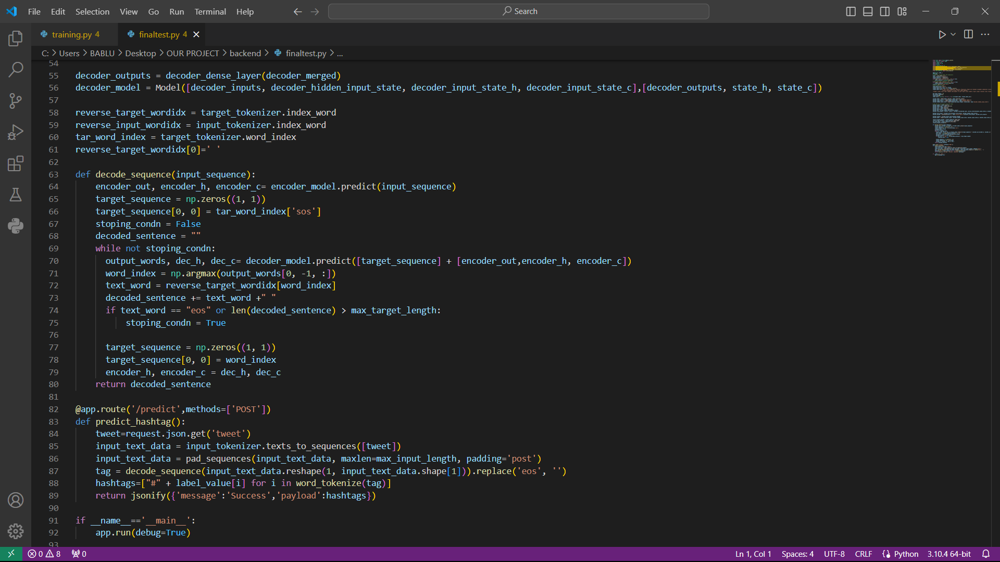 File Edit Selection View Go Run Terminal Help Search
training.py 4 finaltest.py 4
C: > Users > BABLU > Desktop > OUR PROJECT > backend > finaltest.py > ...
54
55 decoder_outputs = decoder_dense_layer(decoder_merged)
56 decoder_model = Model([decoder_inputs, decoder_hidden_input_state, decoder_input_state_h, decoder_input_state_c],[decoder_outputs, state_h, state_c])
57
58 reverse_target_wordidx = target_tokenizer.index_word
59 reverse_input_wordidx = input_tokenizer.index_word
60 tar_word_index = target_tokenizer.word_index
61 reverse_target_wordidx[0]=' '
62
63 def decode_sequence(input_sequence):
64     encoder_out, encoder_h, encoder_c= encoder_model.predict(input_sequence)
65     target_sequence = np.zeros((1, 1))
66     target_sequence[0, 0] = tar_word_index['sos']
67     stoping_condn = False
68     decoded_sentence = ""
69     while not stoping_condn:
70       output_words, dec_h, dec_c= decoder_model.predict([target_sequence] + [encoder_out,encoder_h, encoder_c])
71       word_index = np.argmax(output_words[0, -1, :])
72       text_word = reverse_target_wordidx[word_index]
73       decoded_sentence += text_word +" "
74       if text_word == "eos" or len(decoded_sentence) > max_target_length:
75           stoping_condn = True
76
77       target_sequence = np.zeros((1, 1))
78       target_sequence[0, 0] = word_index
79       encoder_h, encoder_c = dec_h, dec_c
80     return decoded_sentence
81
82 @app.route('/predict',methods=['POST'])
83 def predict_hashtag():
84     tweet=request.json.get('tweet')
85     input_text_data = input_tokenizer.texts_to_sequences([tweet])
86     input_text_data = pad_sequences(input_text_data, maxlen=max_input_length, padding='post')
87     tag = decode_sequence(input_text_data.reshape(1, input_text_data.shape[1])).replace('eos', '')
88     hashtags=["#" + label_value[i] for i in word_tokenize(tag)]
89     return jsonify({'message':'Success','payload':hashtags})
90
91 if __name__=='__main__':
92     app.run(debug=True)
93
0 8 0 Ln 1, Col 1 Spaces: 4 UTF-8 CRLF Python 3.10.4 64-bit